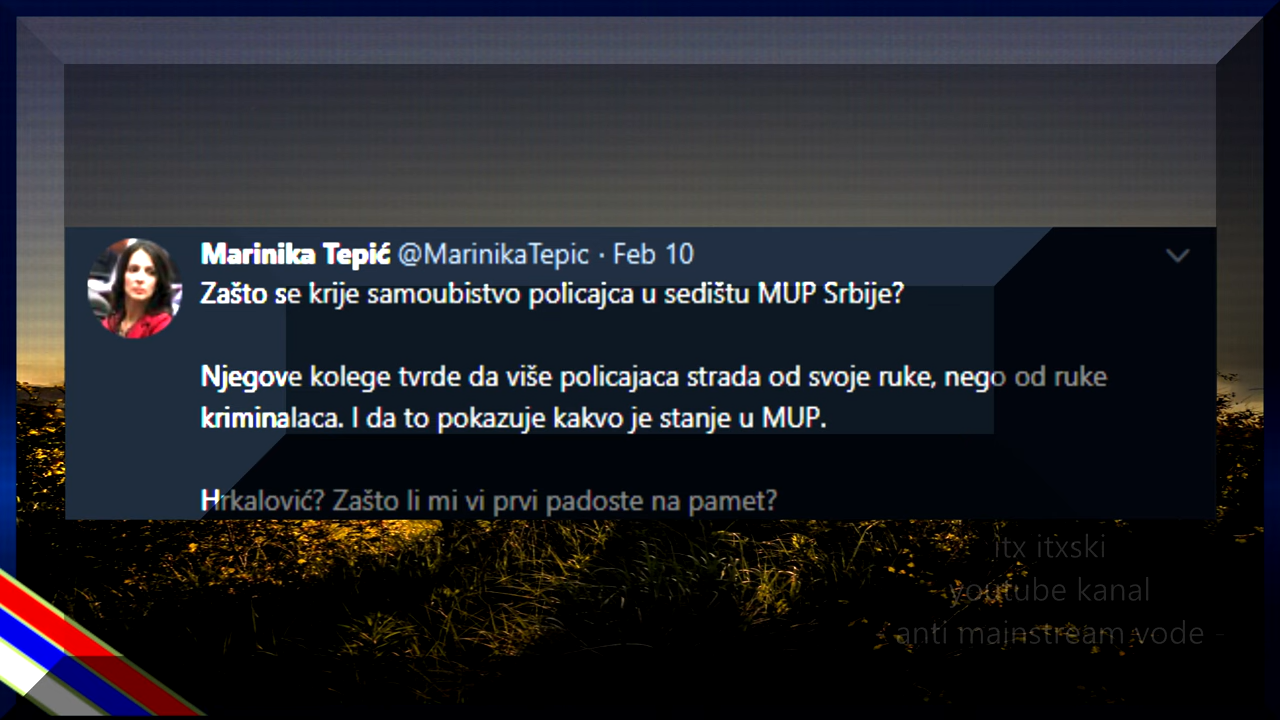 Marinika Tepić @MarinikaTepic · Feb 10
Zašto se krije samoubistvo policajca u sedištu MUP Srbije?
Njegove kolege tvrde da više policajaca strada od svoje ruke, nego od ruke
kriminalaca. I da to pokazuje kakvo je stanje u MUP.
Hrkalović? Zašto li mi vi prvi padoste na pamet?
itx itxski
youtube kanal
- anti mainstream vode -